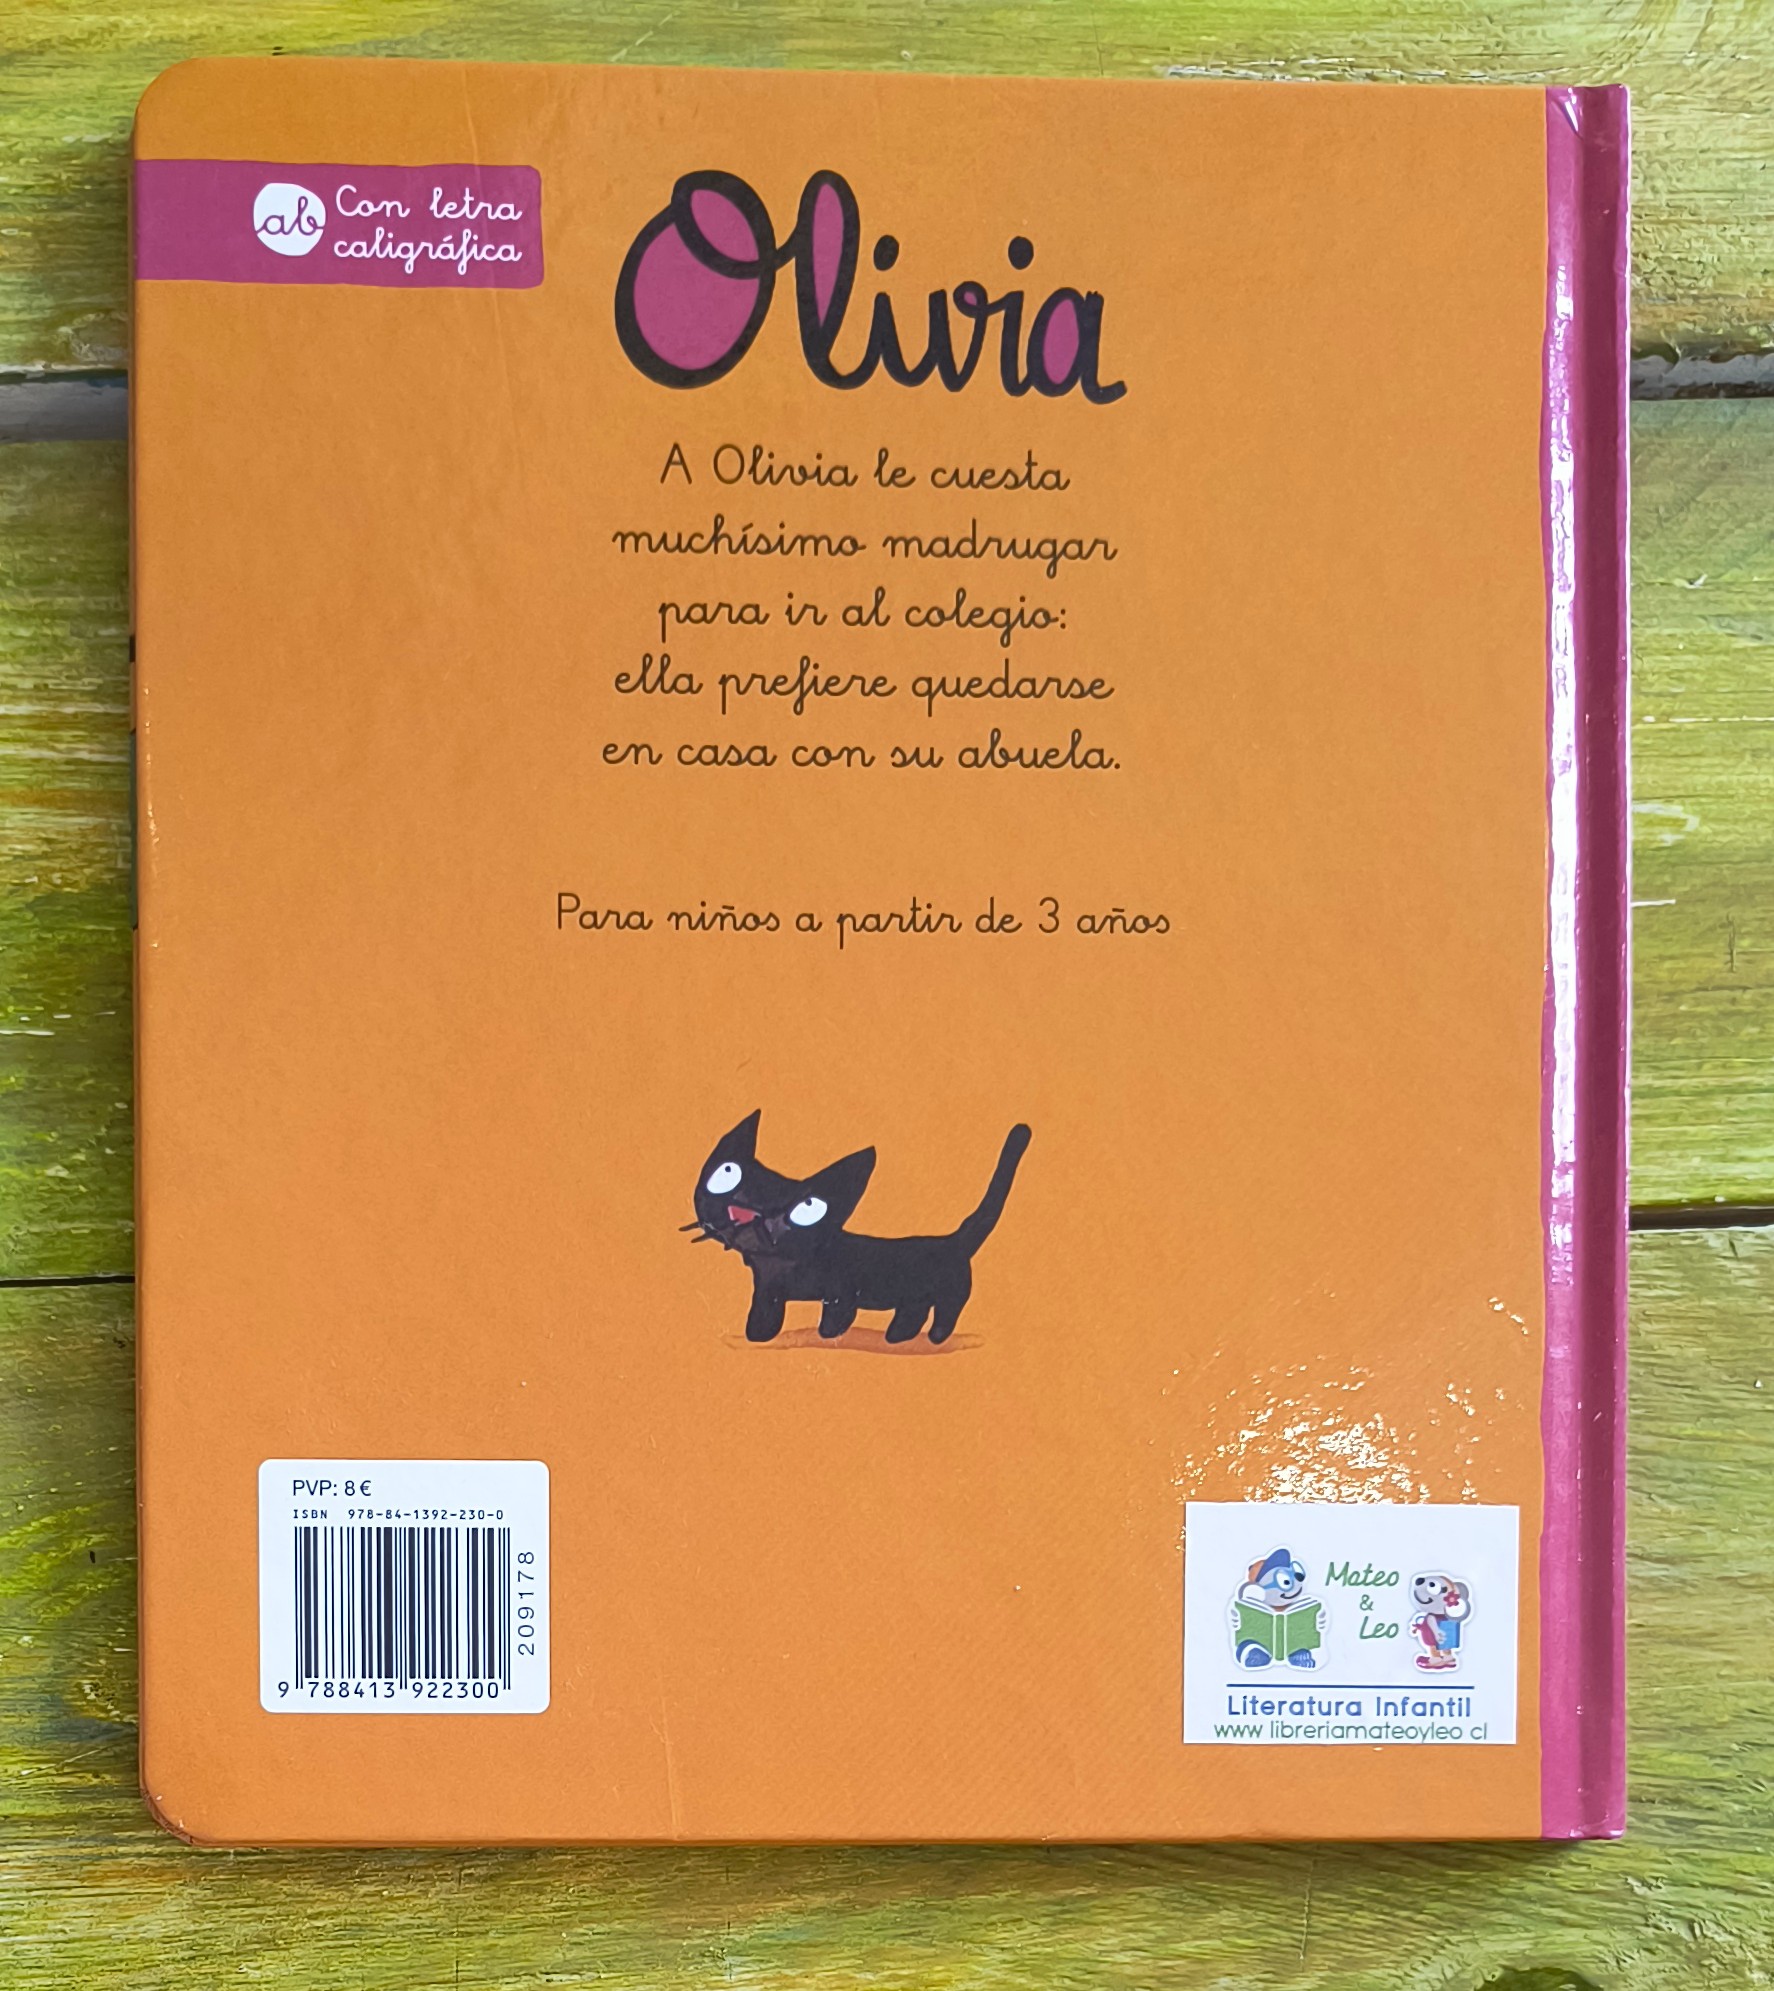 ab
Con letra
caligráfica
Olivia
A Olivia le cuesta
muchísimo madrugar
para ir al colegio:
ella prefiere quedarse
en casa con su abuela.
Para niños a partir de 3 años
PVP: 8 €
ISBN 978-84-1392-230-0
9 788413 922300
209178
Mateo
&
Leo
Literatura Infantil
www libreriamateoyleo cl